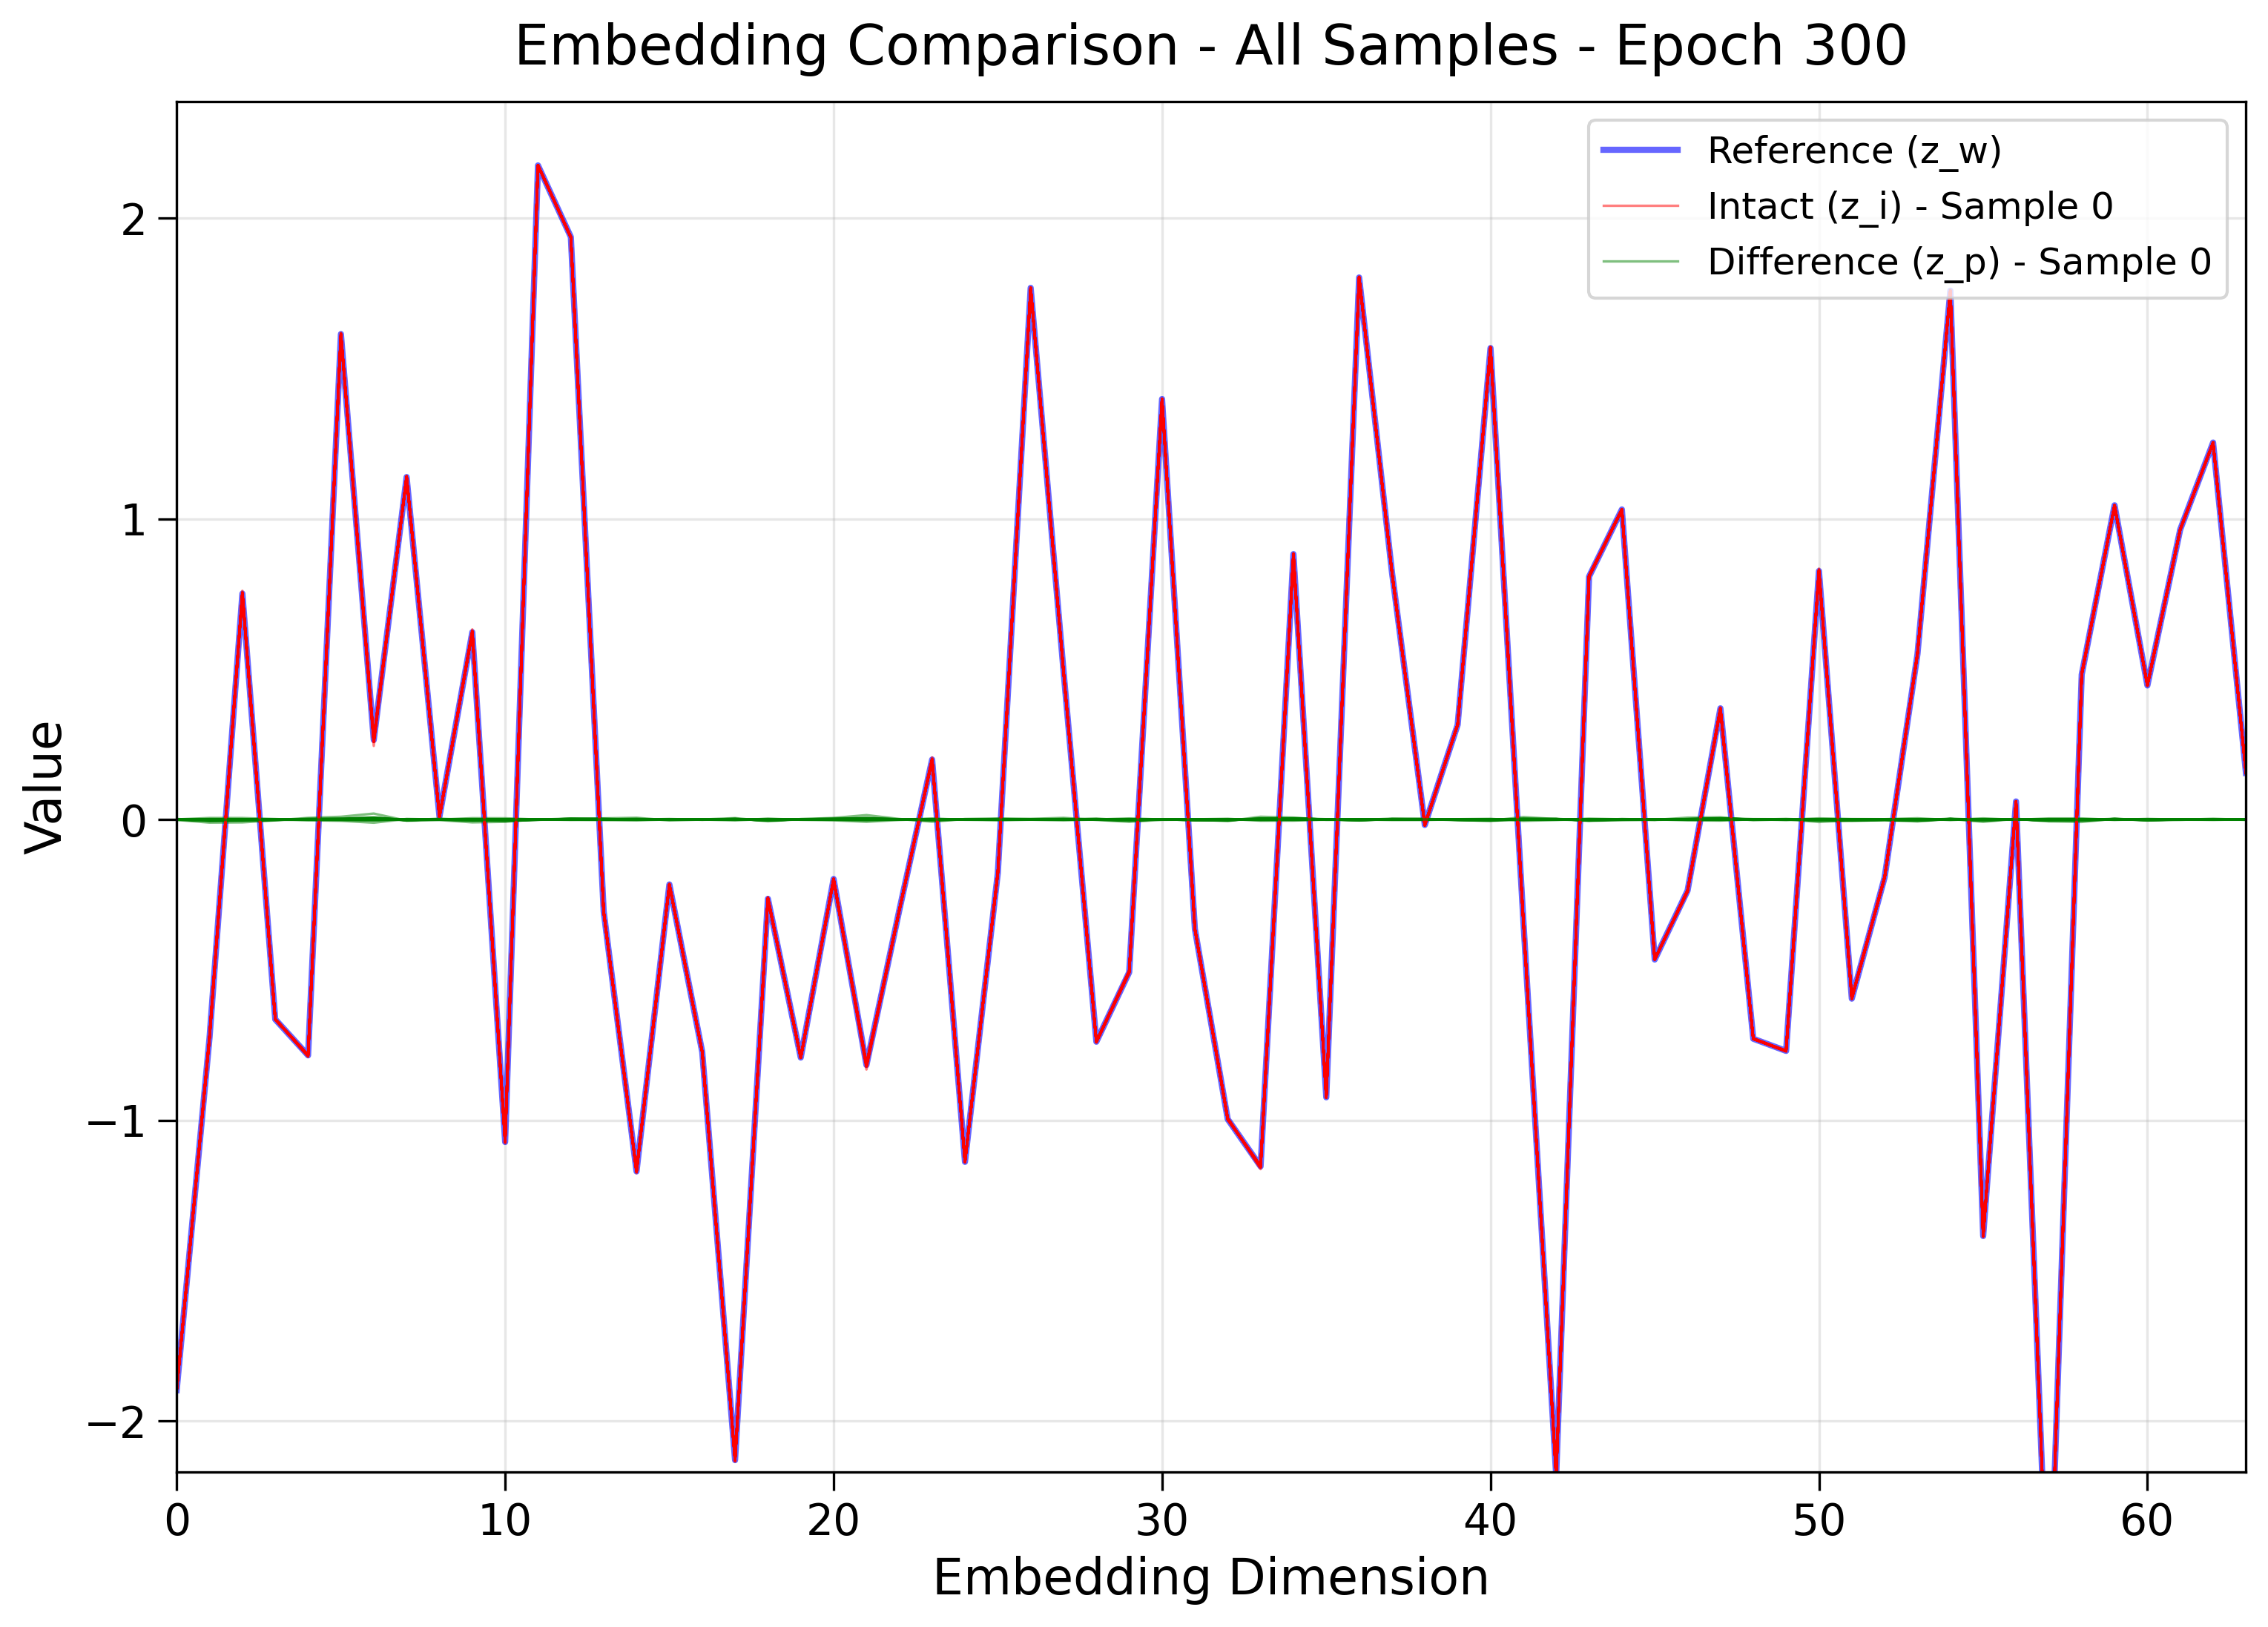 Embedding Comparison - All Samples - Epoch 300
Reference (z_w)
Intact (z_i) - Sample 0
Difference (z_p) - Sample 0
Value
2
1
0
−1
−2
0 10 20 30 40 50 60
Embedding Dimension